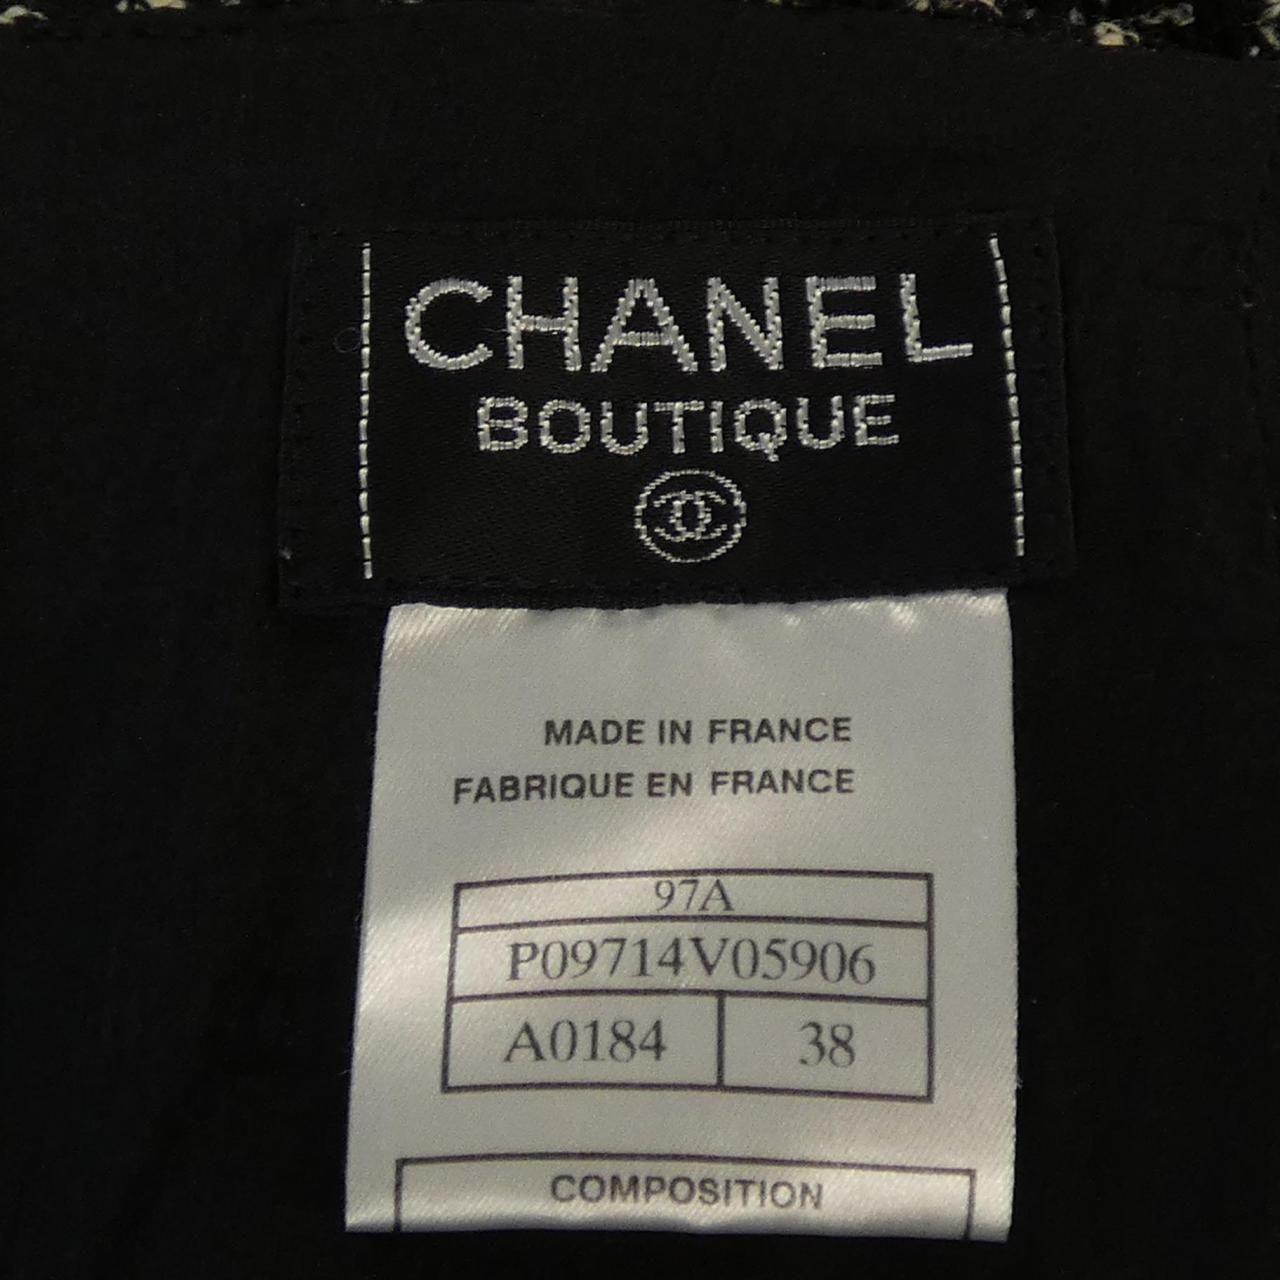 CHANEL
BOUTIQUE
MADE IN FRANCE
FABRIQUE EN FRANCE
97A
P09714V05906
A0184 38
COMPOSITION